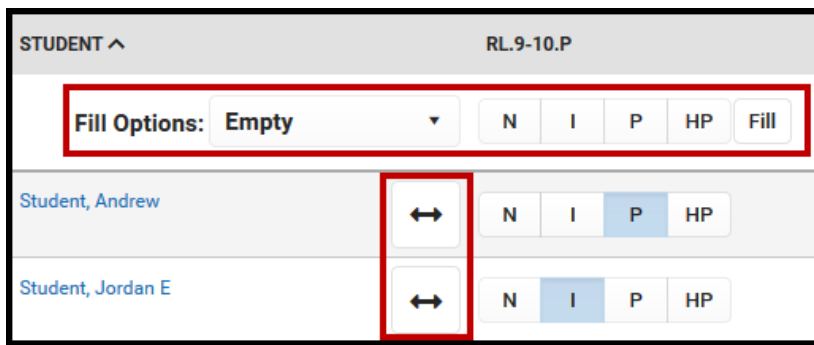 STUDENT RL.9-10.P
Fill Options: Empty N I P HP Fill
Student, Andrew N I P HP
Student, Jordan E N I P HP